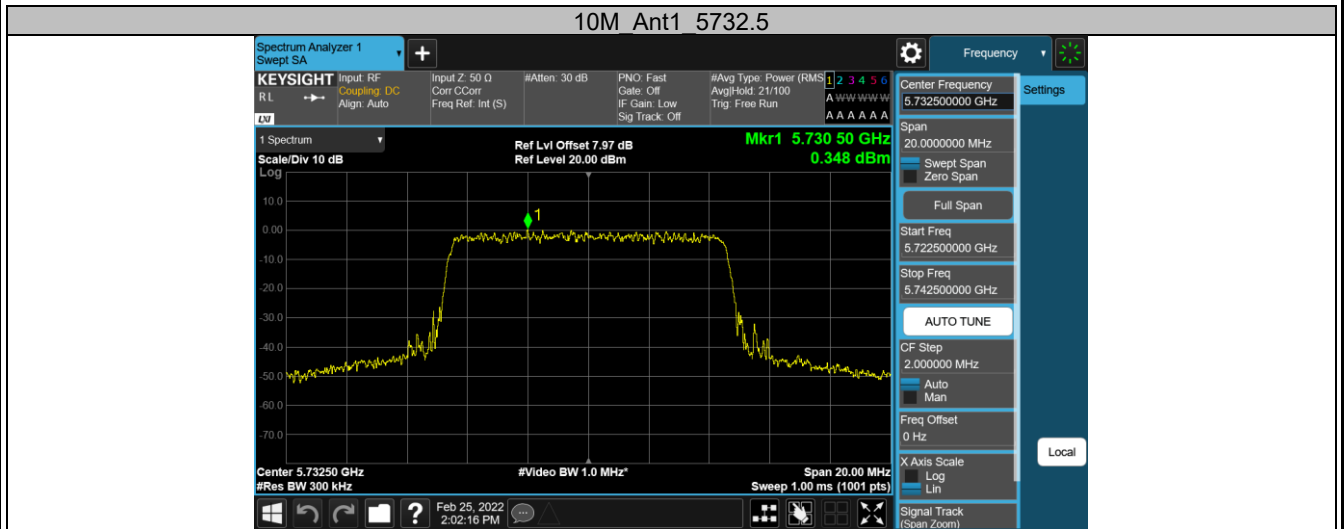 10M_Ant1_5732.5
Spectrum Analyzer 1
Swept SA
+
Frequency
KEYSIGHT
RL
LXI
Input: RF
Coupling: DC
Align: Auto
Input Z: 50 Ω
Corr CCorr
Freq Ref: Int (S)
#Atten: 30 dB
PNO: Fast
Gate: Off
IF Gain: Low
Sig Track: Off
#Avg Type: Power (RMS
Avg|Hold: 21/100
Trig: Free Run
1 2 3 4 5 6
A W W W W W
A A A A A A
1 Spectrum
Scale/Div 10 dB
Log
Ref Lvl Offset 7.97 dB
Ref Level 20.00 dBm
Mkr1 5.730 50 GHz
0.348 dBm
10.0
0.00
-10.0
-20.0
-30.0
-40.0
-50.0
-60.0
-70.0
1
Center 5.73250 GHz
#Res BW 300 kHz
#Video BW 1.0 MHz*
Span 20.00 MHz
Sweep 1.00 ms (1001 pts)
Center Frequency
5.732500000 GHz
Settings
Span
20.0000000 MHz
Swept Span
Zero Span
Full Span
Start Freq
5.722500000 GHz
Stop Freq
5.742500000 GHz
AUTO TUNE
CF Step
2.000000 MHz
Auto
Man
Freq Offset
0 Hz
X Axis Scale
Log
Lin
Local
Signal Track
(Span Zoom)
?
Feb 25, 2022
2:02:16 PM